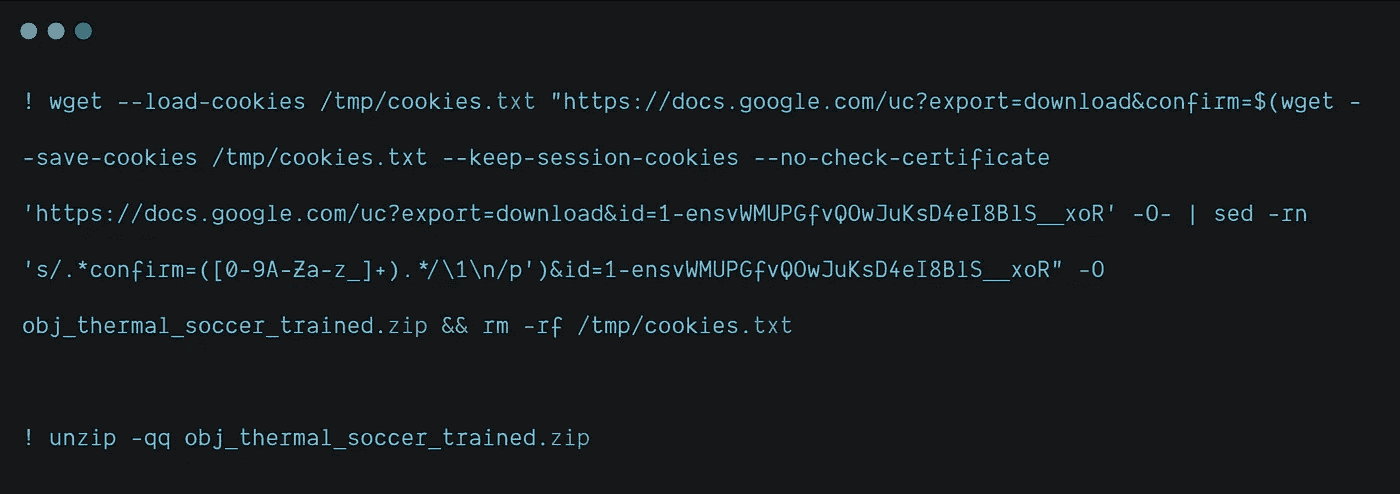 ! wget --load-cookies /tmp/cookies.txt "https://docs.google.com/uc?export=download&confirm=$(wget -
-save-cookies /tmp/cookies.txt --keep-session-cookies --no-check-certificate
'https://docs.google.com/uc?export=download&id=1-ensvWMUPGfvQOwJuKsD4eI8BlS__xoR' -O- | sed -rn
's/.*confirm=([0-9A-Za-z_]+).*/\1\n/p')&id=1-ensvWMUPGfvQOwJuKsD4eI8BlS__xoR" -O
obj_thermal_soccer_trained.zip && rm -rf /tmp/cookies.txt
! unzip -qq obj_thermal_soccer_trained.zip